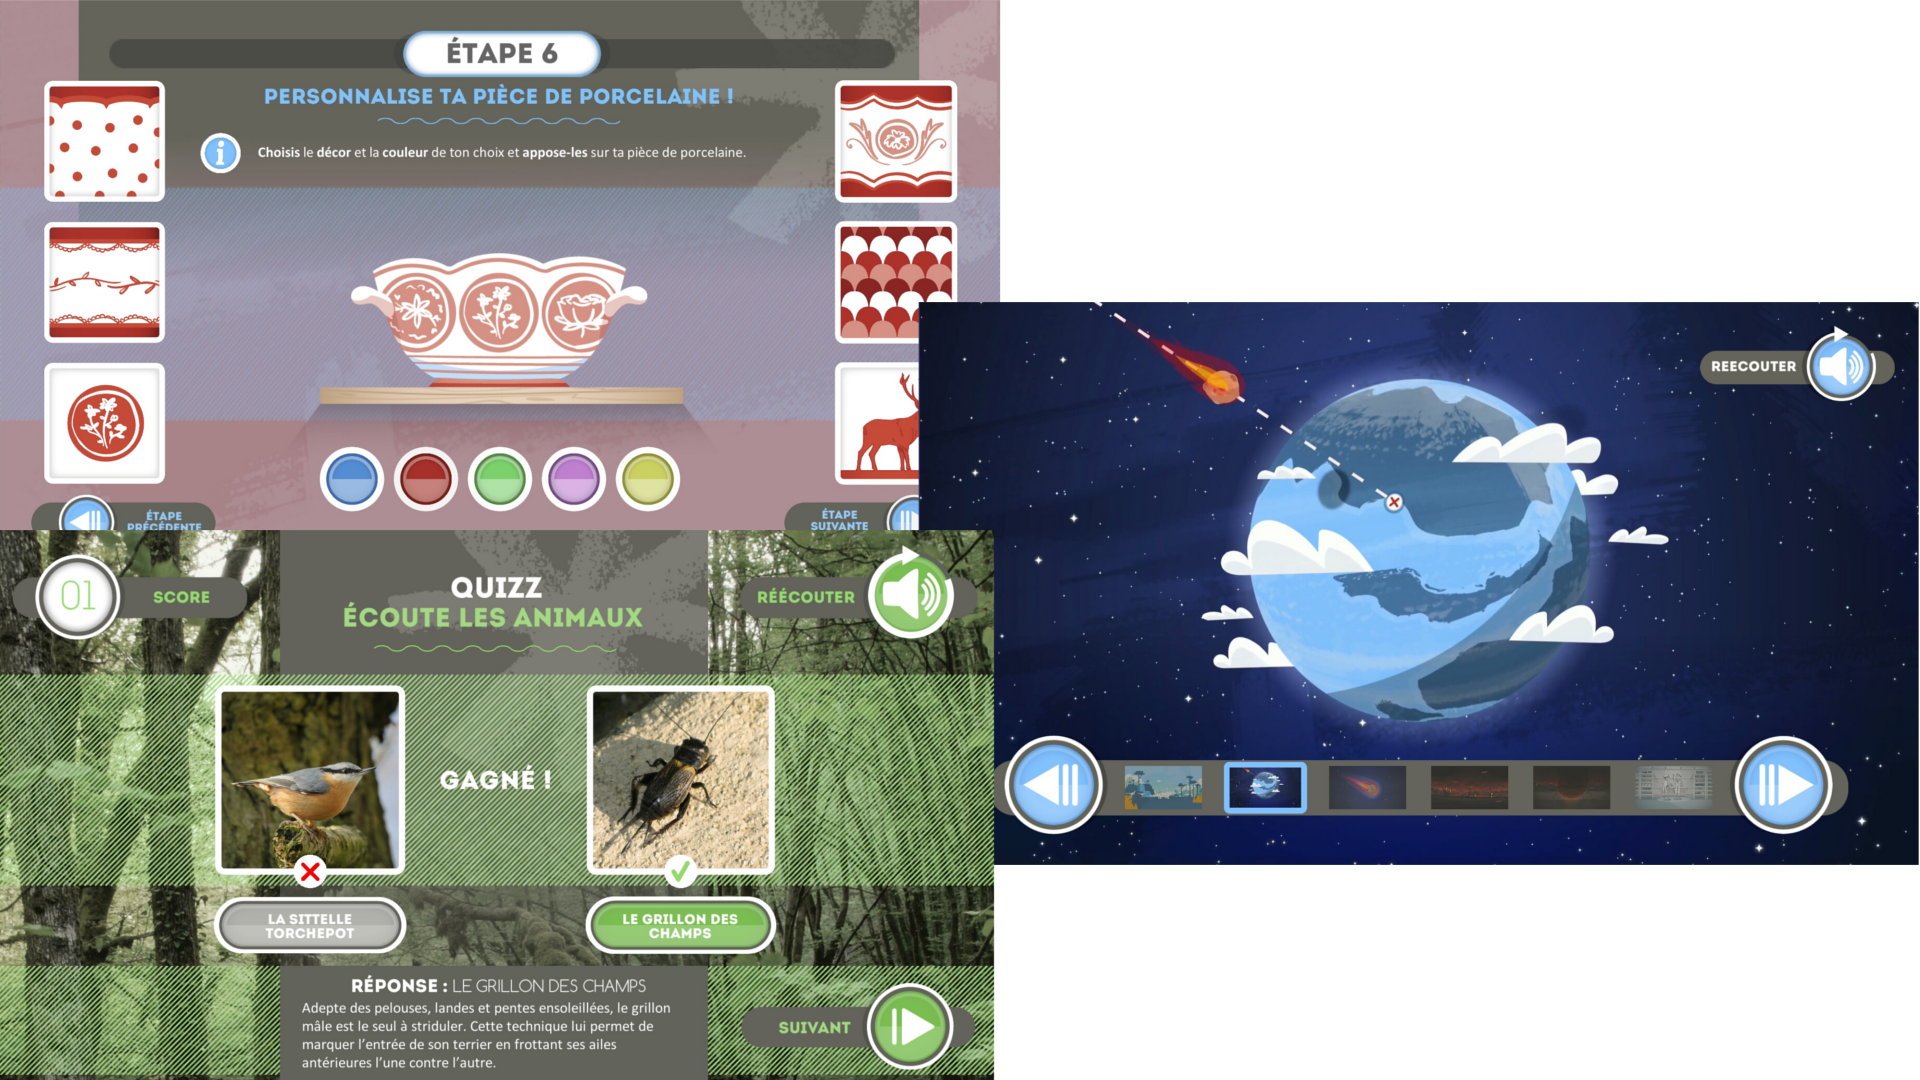 ÉTAPE 6
PERSONNALISE TA PIÈCE DE PORCELAINE !
i
Choisis le décor et la couleur de ton choix et appose-les sur ta pièce de porcelaine.
ÉTAPE
PRÉCÉDENTE
ÉTAPE
SUIVANTE
REECOUTER
01
SCORE
QUIZZ
ÉCOUTE LES ANIMAUX
RÉÉCOUTER
GAGNÉ !
LA SITTELLE
TORCHEPOT
LE GRILLON DES
CHAMPS
RÉPONSE : LE GRILLON DES CHAMPS
Adepte des pelouses, landes et pentes ensoleillées, le grillon
mâle est le seul à striduler. Cette technique lui permet de
marquer l’entrée de son terrier en frottant ses ailes
antérieures l’une contre l’autre.
SUIVANT